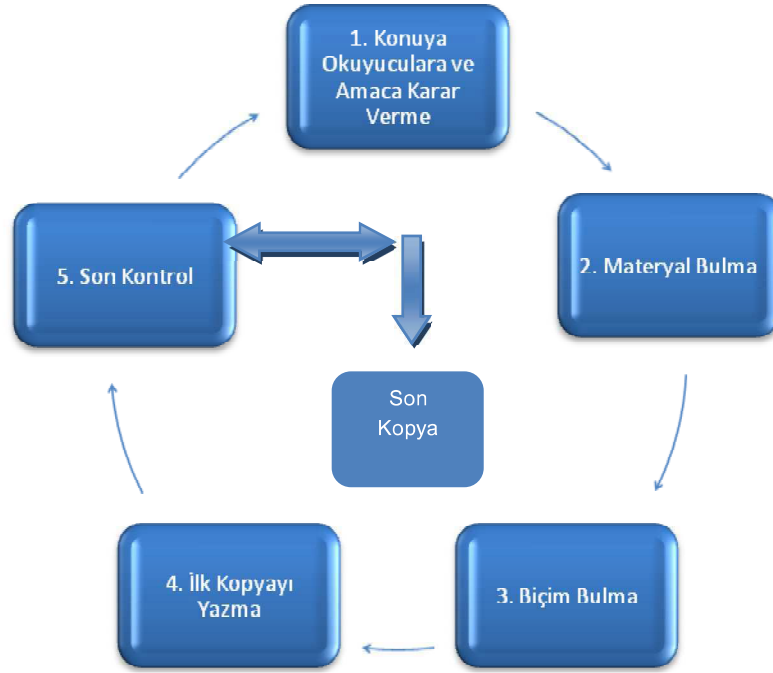 1. Konuya
Okuyuculara ve
Amaca Karar
Verme
2. Materyal Bulma
3. Biçim Bulma
4. İlk Kopyayı
Yazma
5. Son Kontrol
Son
Kopya